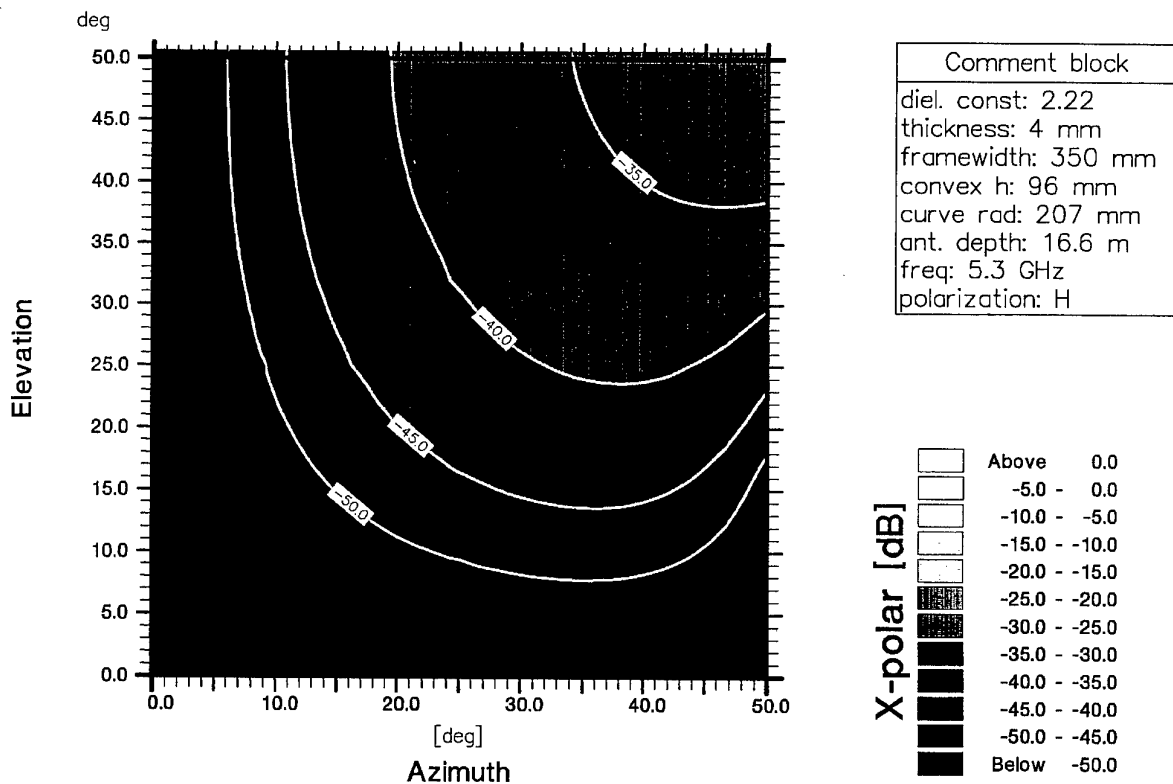 deg
50.0
45.0
40.0
35.0
30.0
25.0
20.0
15.0
10.0
5.0
0.0
Elevation
0.0 10.0 20.0 30.0 40.0 50.0
[deg]
Azimuth
-35.0
-40.0
-45.0
-50.0
Comment block
diel. const: 2.22
thickness: 4 mm
framewidth: 350 mm
convex h: 96 mm
curve rad: 207 mm
ant. depth: 16.6 m
freq: 5.3 GHz
polarization: H
X-polar [dB]
Above 0.0
-5.0 - 0.0
-10.0 - -5.0
-15.0 - -10.0
-20.0 - -15.0
-25.0 - -20.0
-30.0 - -25.0
-35.0 - -30.0
-40.0 - -35.0
-45.0 - -40.0
-50.0 - -45.0
Below -50.0